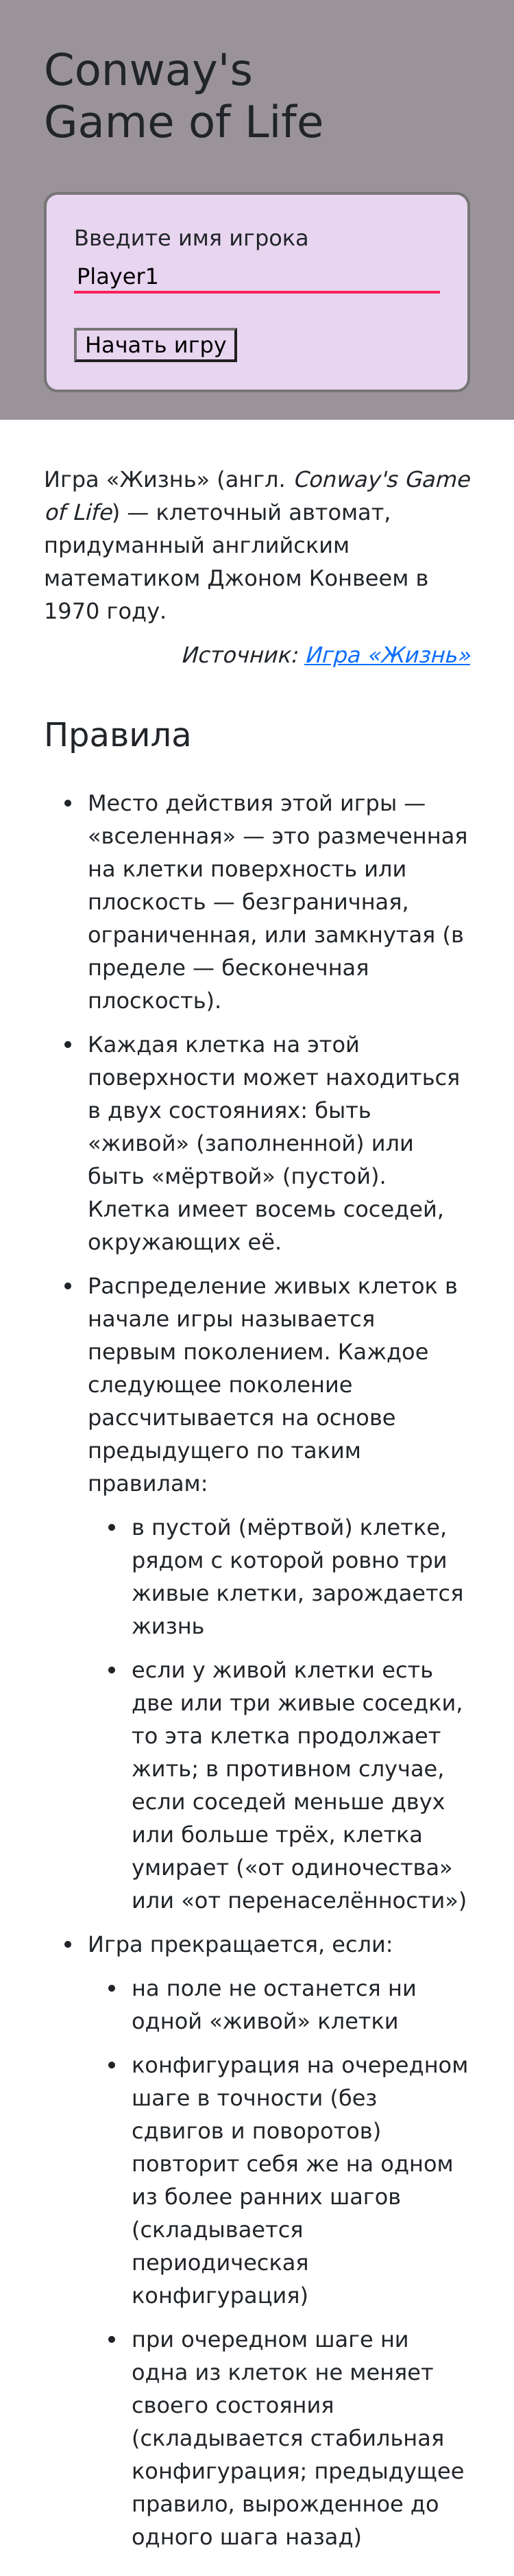 Conway's
Game of Life
Введите имя игрока
Player1
Начать игру
Игра «Жизнь» (англ. Conway's Game
of Life) — клеточный автомат,
придуманный английским
математиком Джоном Конвеем в
1970 году.
Источник: Игра «Жизнь»
Правила
• Место действия этой игры —
«вселенная» — это размеченная
на клетки поверхность или
плоскость — безграничная,
ограниченная, или замкнутая (в
пределе — бесконечная
плоскость).
• Каждая клетка на этой
поверхности может находиться
в двух состояниях: быть
«живой» (заполненной) или
быть «мёртвой» (пустой).
Клетка имеет восемь соседей,
окружающих её.
• Распределение живых клеток в
начале игры называется
первым поколением. Каждое
следующее поколение
рассчитывается на основе
предыдущего по таким
правилам:
• в пустой (мёртвой) клетке,
рядом с которой ровно три
живые клетки, зарождается
жизнь
• если у живой клетки есть
две или три живые соседки,
то эта клетка продолжает
жить; в противном случае,
если соседей меньше двух
или больше трёх, клетка
умирает («от одиночества»
или «от перенаселённости»)
• Игра прекращается, если:
• на поле не останется ни
одной «живой» клетки
• конфигурация на очередном
шаге в точности (без
сдвигов и поворотов)
повторит себя же на одном
из более ранних шагов
(складывается
периодическая
конфигурация)
• при очередном шаге ни
одна из клеток не меняет
своего состояния
(складывается стабильная
конфигурация; предыдущее
правило, вырожденное до
одного шага назад)